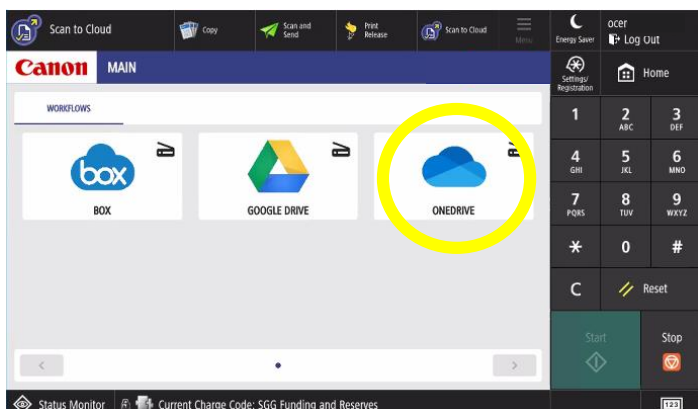 Scan to Cloud
Copy
Scan and
Send
Print
Release
Scan to Cloud
Menu
Energy Saver
ocer
Log Out
Canon MAIN
Settings/
Registration
Home
WORKFLOWS
box
BOX
GOOGLE DRIVE
ONEDRIVE
1
2
ABC
3
DEF
4
GHI
5
JKL
6
MNO
7
PQRS
8
TUV
9
WXYZ
* 0 #
C
Reset
Start
Stop
< >
Status Monitor
Current Charge Code: SGG Funding and Reserves
123